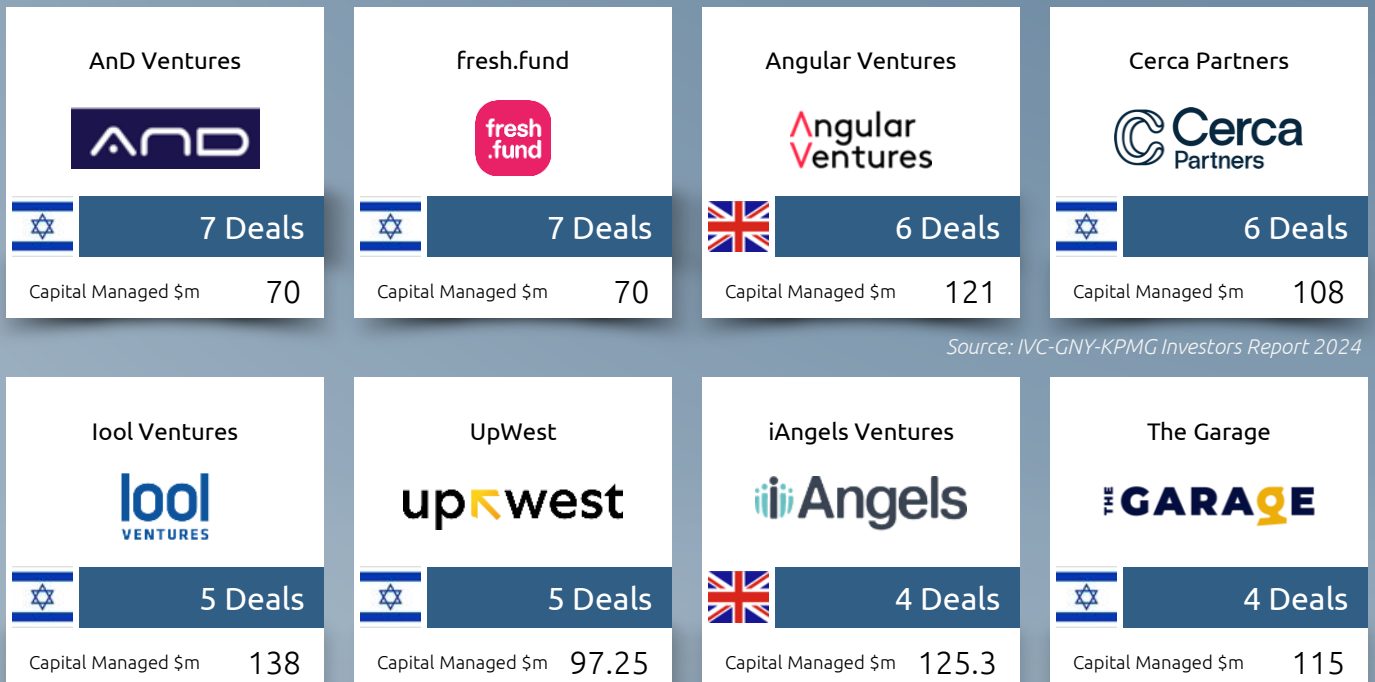 AnD Ventures
AND
7 Deals
Capital Managed $m 70
fresh.fund
fresh
.fund
7 Deals
Capital Managed $m 70
Angular Ventures
Angular
Ventures
6 Deals
Capital Managed $m 121
Cerca Partners
Cerca
Partners
6 Deals
Capital Managed $m 108
Source: IVC-GNY-KPMG Investors Report 2024
Iool Ventures
lool
VENTURES
5 Deals
Capital Managed $m 138
UpWest
upwest
5 Deals
Capital Managed $m 97.25
iAngels Ventures
iAngels
4 Deals
Capital Managed $m 125.3
The Garage
THE GARAGE
4 Deals
Capital Managed $m 115